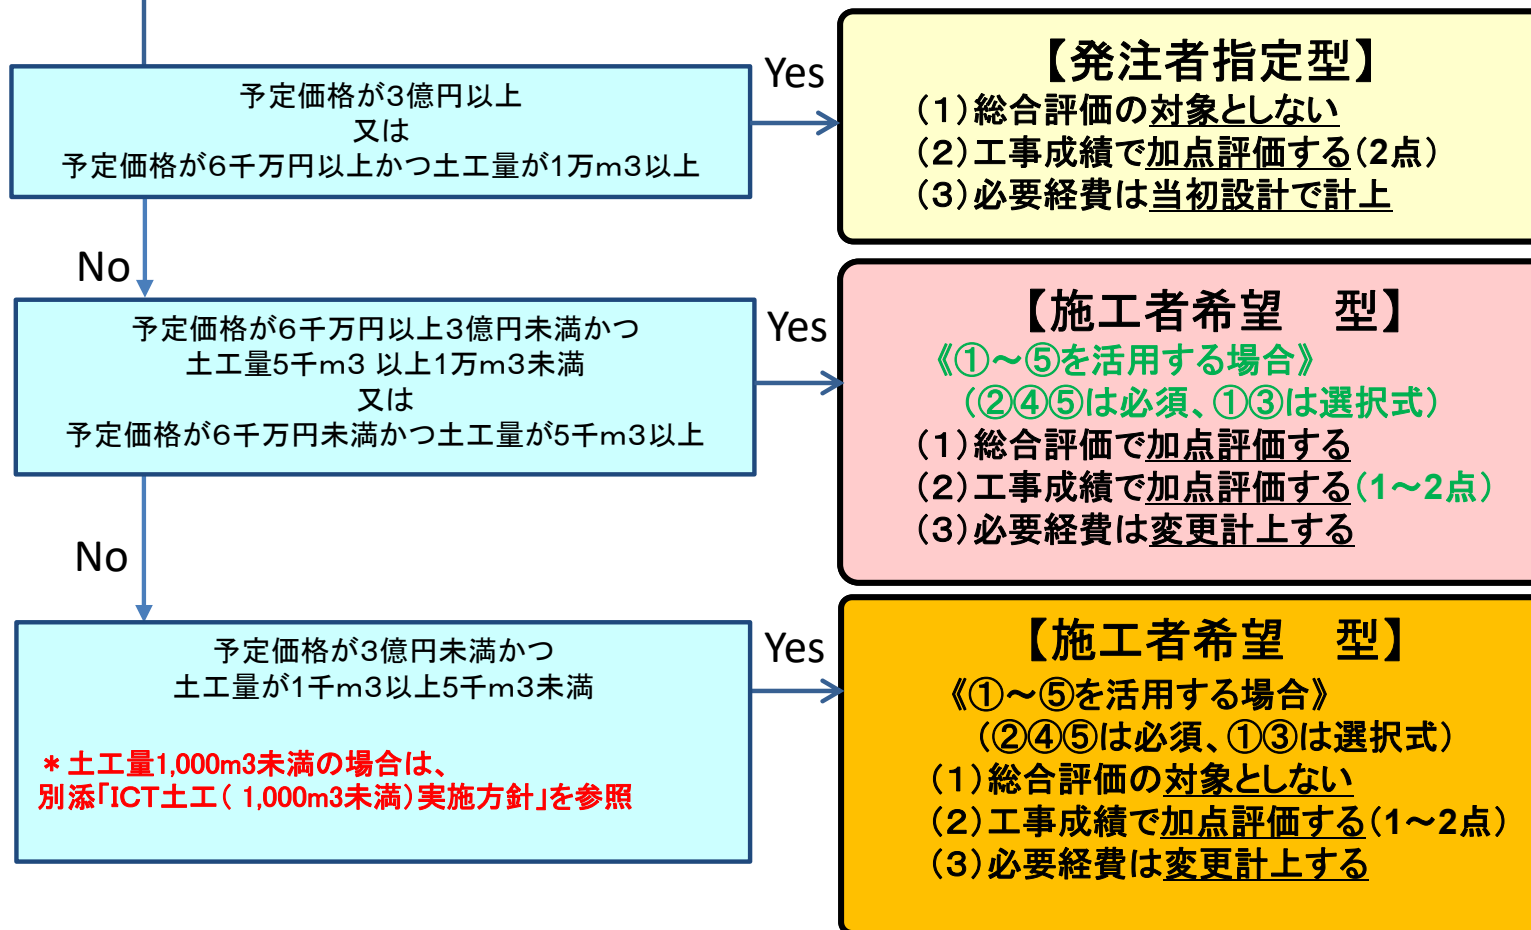 予定価格が3億円以上
又は
予定価格が6千万円以上かつ土工量が1万m3以上
Yes
【発注者指定型】
(1)総合評価の対象としない
(2)工事成績で加点評価する(2点)
(3)必要経費は当初設計で計上
No
予定価格が6千万円以上3億円未満かつ
土工量5千m3 以上1万m3未満
又は
予定価格が6千万円未満かつ土工量が5千m3以上
Yes
【施工者希望　型】
《①～⑤を活用する場合》
(②④⑤は必須、①③は選択式)
(1)総合評価で加点評価する
(2)工事成績で加点評価する(1～2点)
(3)必要経費は変更計上する
No
予定価格が3億円未満かつ
土工量が1千m3以上5千m3未満
＊土工量1,000m3未満の場合は、
別添「ICT土工( 1,000m3未満)実施方針」を参照
Yes
【施工者希望　型】
《①～⑤を活用する場合》
(②④⑤は必須、①③は選択式)
(1)総合評価の対象としない
(2)工事成績で加点評価する(1～2点)
(3)必要経費は変更計上する